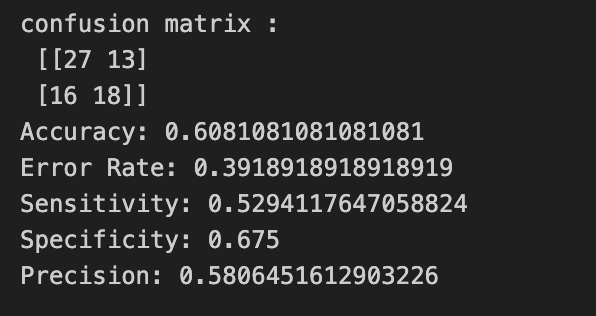 confusion matrix :
[[27 13]
[16 18]]
Accuracy: 0.6081081081081081
Error Rate: 0.3918918918918919
Sensitivity: 0.5294117647058824
Specificity: 0.675
Precision: 0.5806451612903226